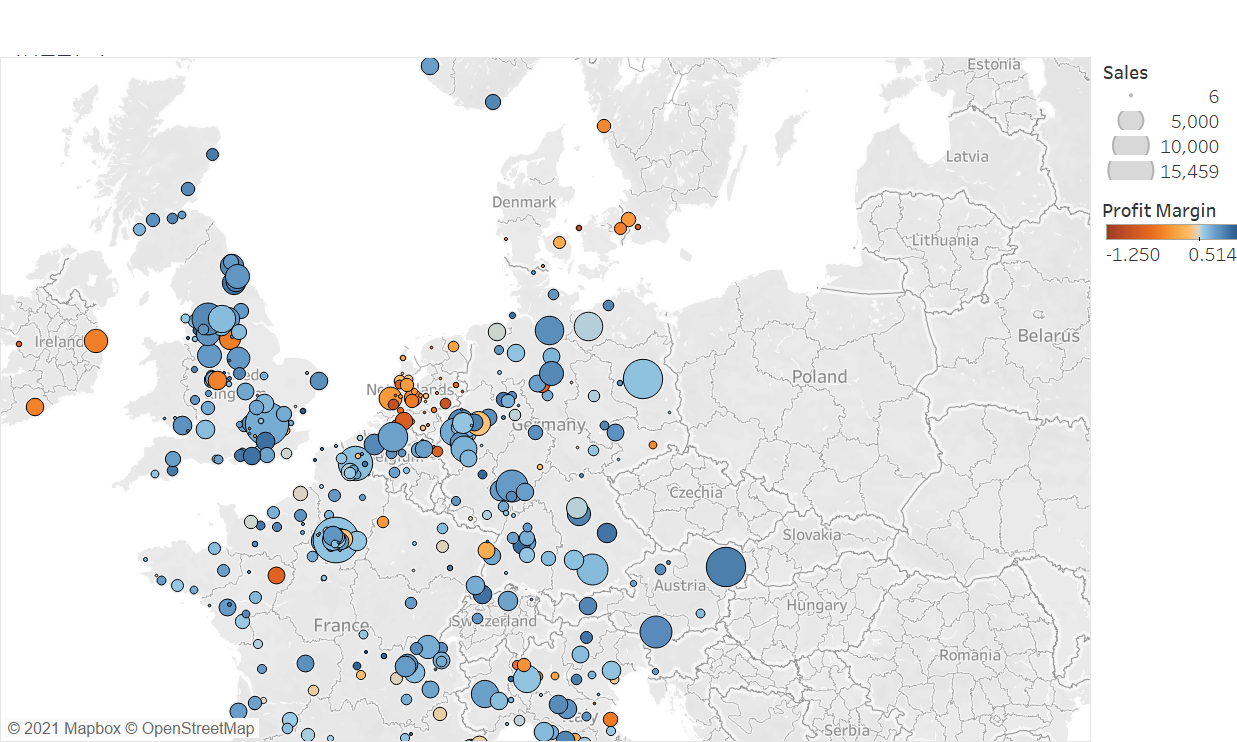 Estonia
Sales
6
5,000
Latvia
10,000
15,459
Denmark
Profit Margin
Lithuania
-1.250 0.514
Ireland
Belarus
Poland
Germany
Czechia
Slovakia
Austria
Hungary
France
Switzerland
Romania
© 2021 Mapbox © OpenStreetMap
Serbia